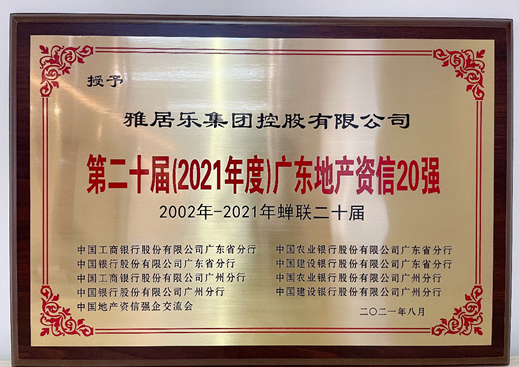 授予
雅居乐集团控股有限公司
第二十届(2021年度)广东地产资信20强
2002年-2021年蝉联二十届
中国工商银行股份有限公司广东省分行 中国农业银行股份有限公司广东省分行
中国银行股份有限公司广东省分行 中国建设银行股份有限公司广东省分行
中国工商银行股份有限公司广州分行 中国农业银行股份有限公司广州分行
中国银行股份有限公司广州分行 中国建设银行股份有限公司广州分行
中国地产资信强企交流会
二〇二一年八月